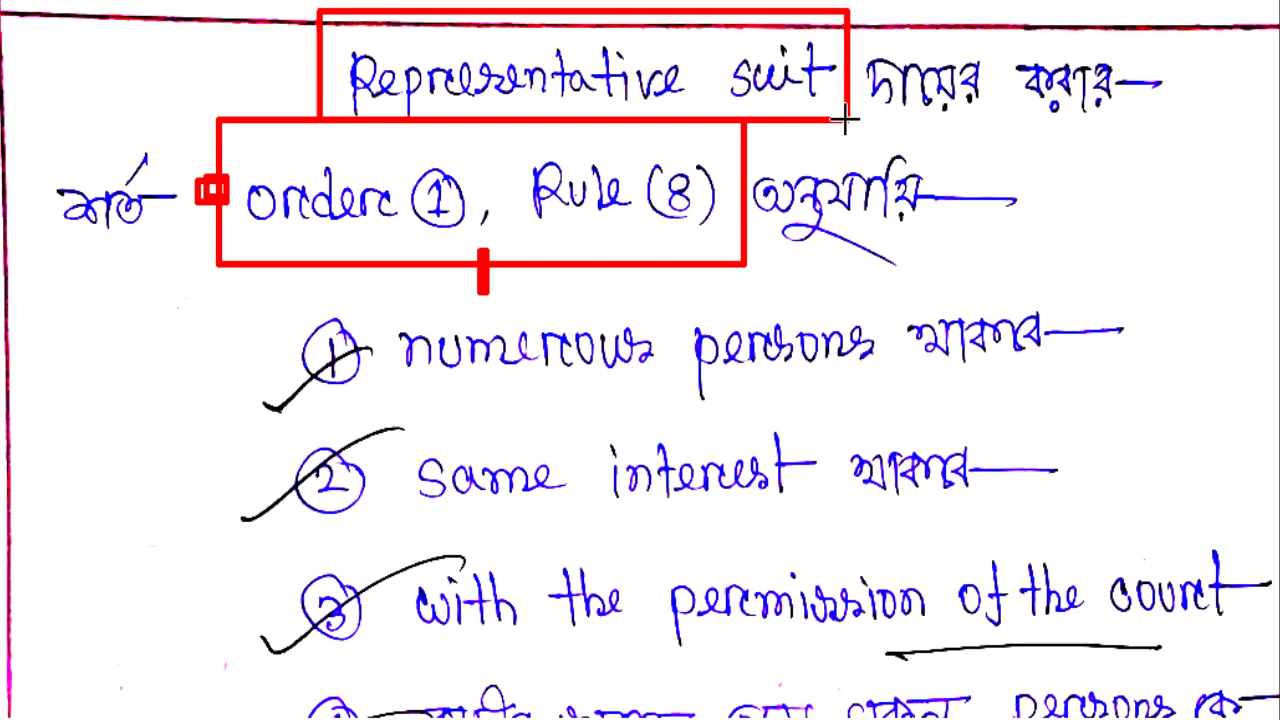 Representative suit দায়ের করার
শর্ত order ①, Rule (8) অনুযায়ি
① numerous persons থাকবে
② same interest থাকবে
③ with the permission of the court
persons কে